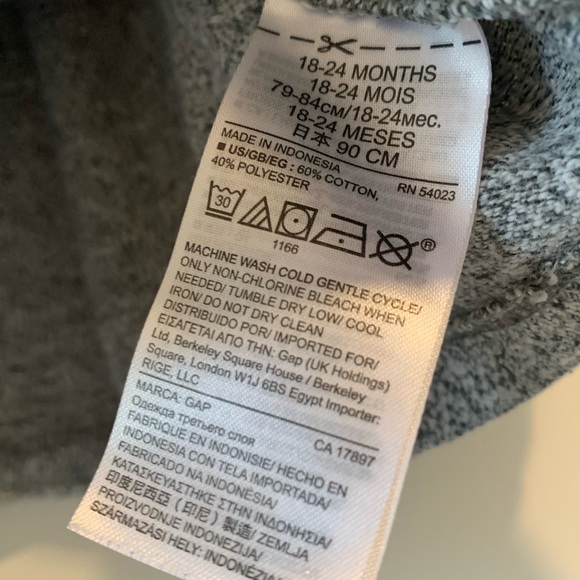 18-24 MONTHS
18-24 MOIS
79-84см/18-24мес.
18-24 MESES
日本 90 CM
MADE IN INDONESIA RN 54023
■ US/GB/EG : 60% COTTON,
40% POLYESTER
30
1166
®
MACHINE WASH COLD GENTLE CYCLE/
ONLY NON-CHLORINE BLEACH WHEN
NEEDED/ TUMBLE DRY LOW/ COOL
IRON/ DO NOT DRY CLEAN
DISTRIBUTED POR/ IMPORTED FOR/
ΕΙΣΑΓΕΤΑΙ ΑΠΟ ΤΗΝ: Gap (UK Holdings)
Ltd, Berkeley Square House / Berkeley
Square, London W1J 6BS Egypt Importer:
RIGE, LLC
MARCA: GAP CA 17897
Одежда третьего слоя
FABRIQUE EN INDONISIE/ HECHO EN
INDONESIA CON TELA IMPORTADA/
FABRICADO NA INDONÉSIA/
ΚΑΤΑΣΚΕΥΑΣΤΗΚΕ ΣΤΗΝ ΙΝΔΟΝΗΣΙΑ/
印度尼西亞（印尼）製造/ ZEMLJA
PROIZVODNJE INDONEZIJA/
SZÁRMAZÁSI HELY: INDONÉZIA